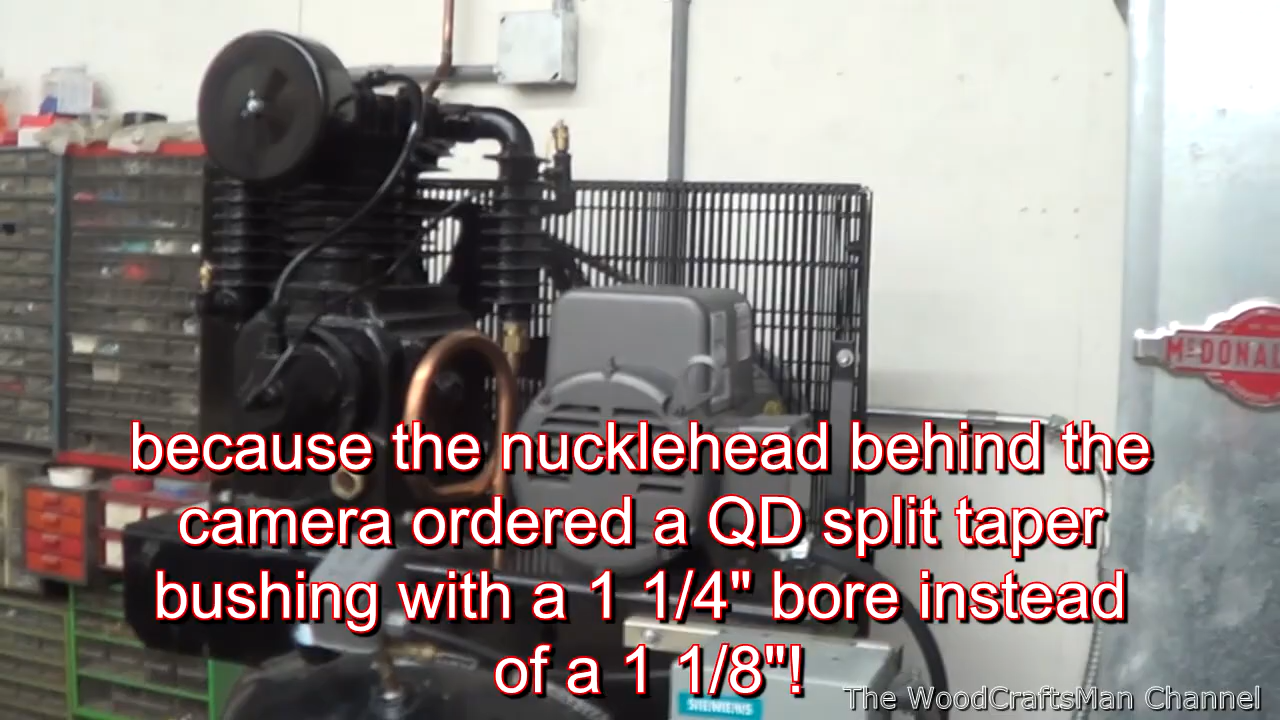 McDONAL
because the nucklehead behind the
camera ordered a QD split taper
bushing with a 1 1/4" bore instead
of a 1 1/8"!
SIEMENS
The WoodCraftsMan Channel